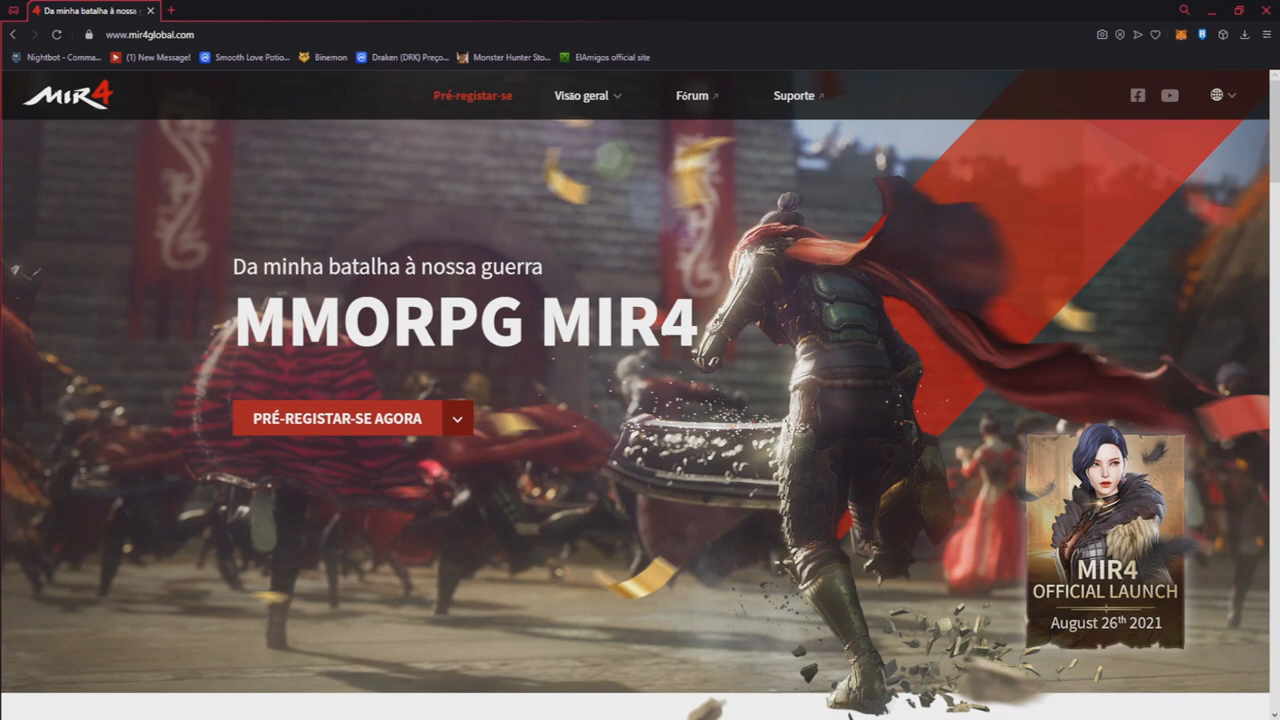 Da minha batalha à nossa
www.mir4global.com
Nightbot - Comma...
(1) New Message!
Smooth Love Potio...
Binemon
Draken (DRK) Preço...
Monster Hunter Sto...
ElAmigos official site
MIR4
Pré-registar-se
Visão geral
Fórum
Suporte
Da minha batalha à nossa guerra
MMORPG MIR4
PRÉ-REGISTAR-SE AGORA
MIR4
OFFICIAL LAUNCH
August 26th 2021